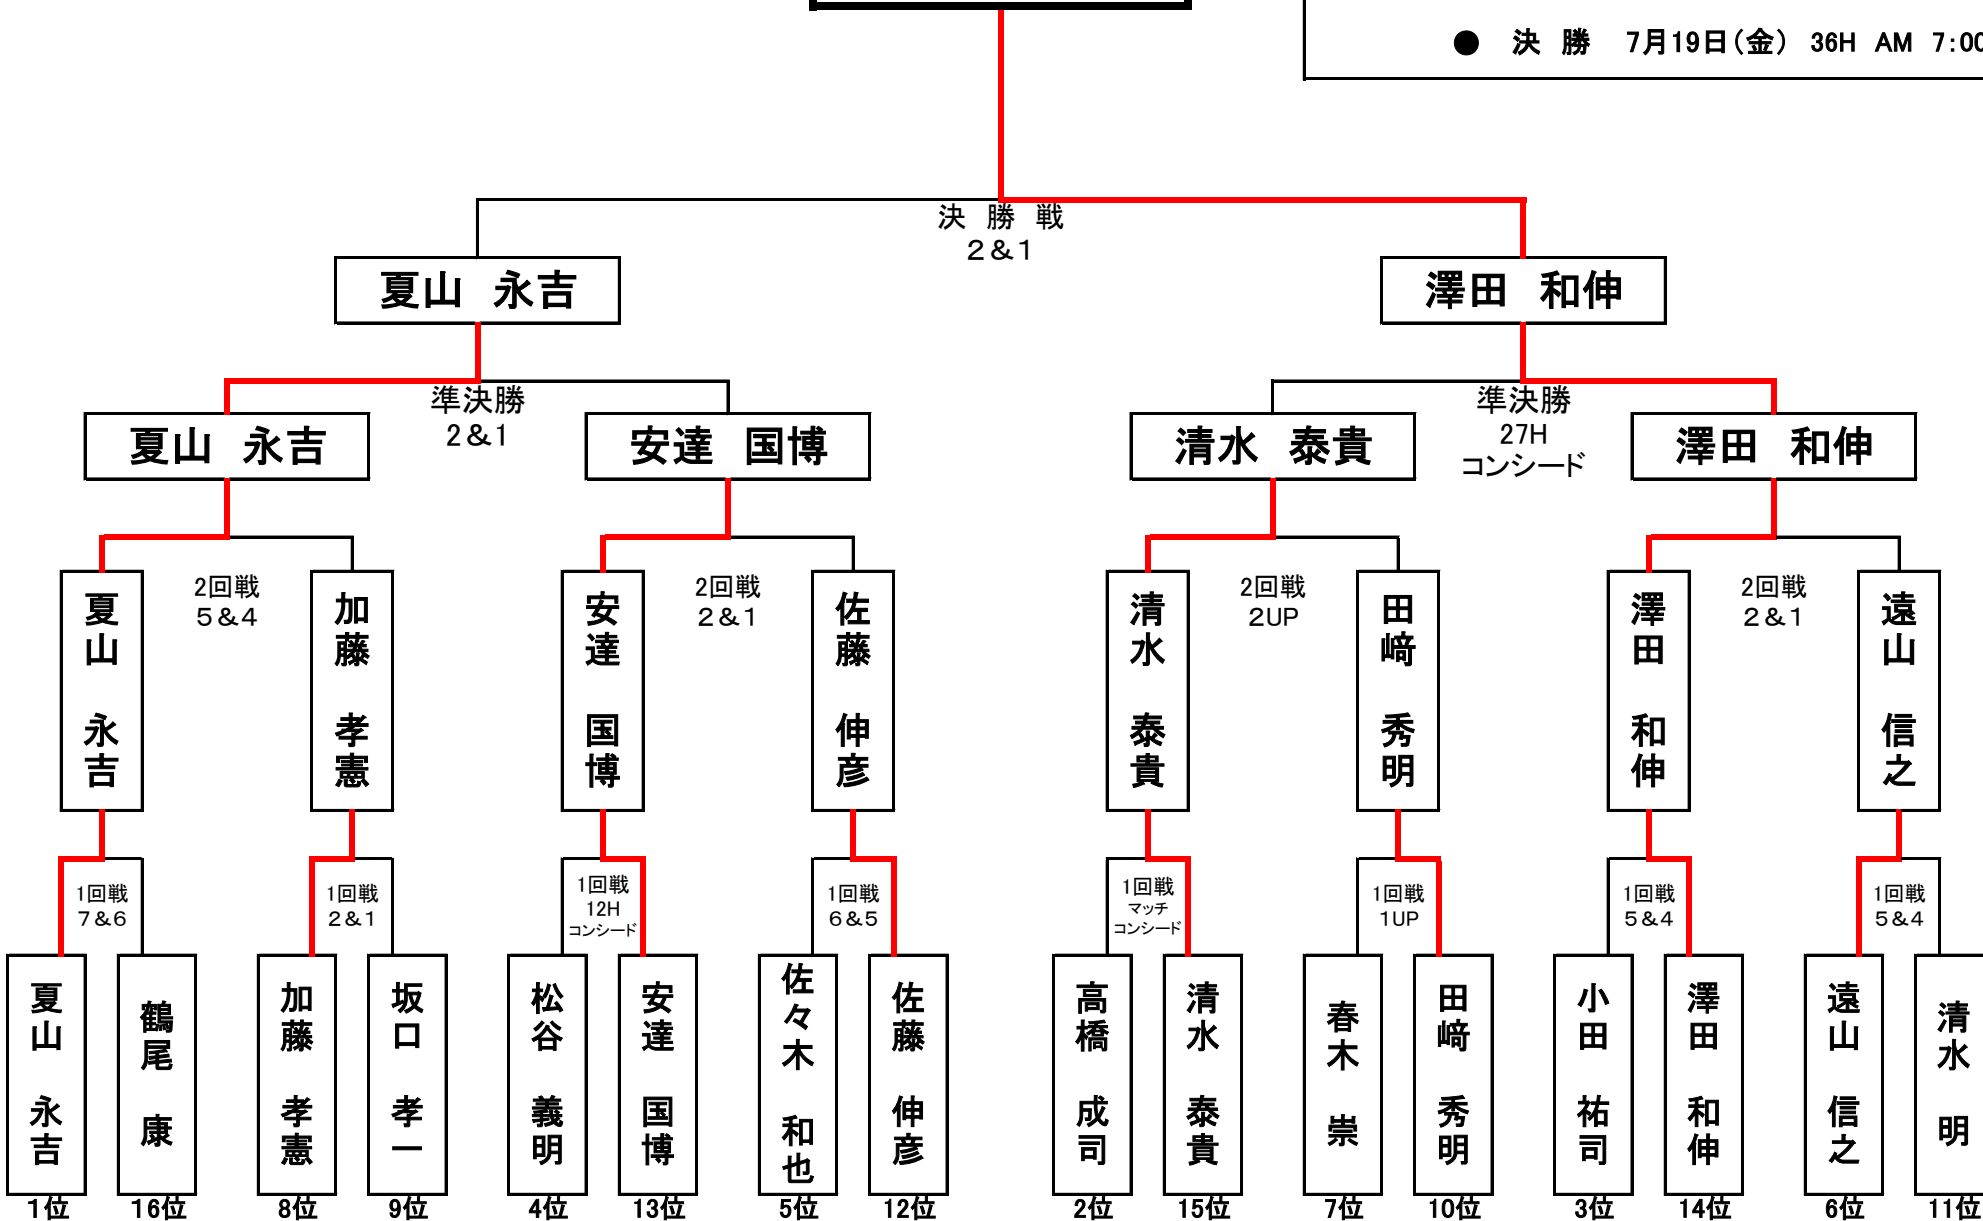 ● 決 勝 7月19日(金) 36H AM 7:00
決 勝 戦
2&1
夏山 永吉
澤田 和伸
準決勝
2&1
準決勝
27H
コンシード
夏山 永吉
安達 国博
清水 泰貴
澤田 和伸
2回戦
5&4
2回戦
2&1
2回戦
2UP
2回戦
2&1
夏山 永吉
加藤 孝憲
安達 国博
佐藤 伸彦
清水 泰貴
田﨑 秀明
澤田 和伸
遠山 信之
1回戦
7&6
1回戦
2&1
1回戦
12H
コンシード
1回戦
6&5
1回戦
マッチ
コンシード
1回戦
1UP
1回戦
5&4
1回戦
5&4
夏山 永吉
鶴尾 康
加藤 孝憲
坂口 孝一
松谷 義明
安達 国博
佐々木 和也
佐藤 伸彦
高橋 成司
清水 泰貴
春木 崇
田﨑 秀明
小田 祐司
澤田 和伸
遠山 信之
清水 明
1位
16位
8位
9位
4位
13位
5位
12位
2位
15位
7位
10位
3位
14位
6位
11位